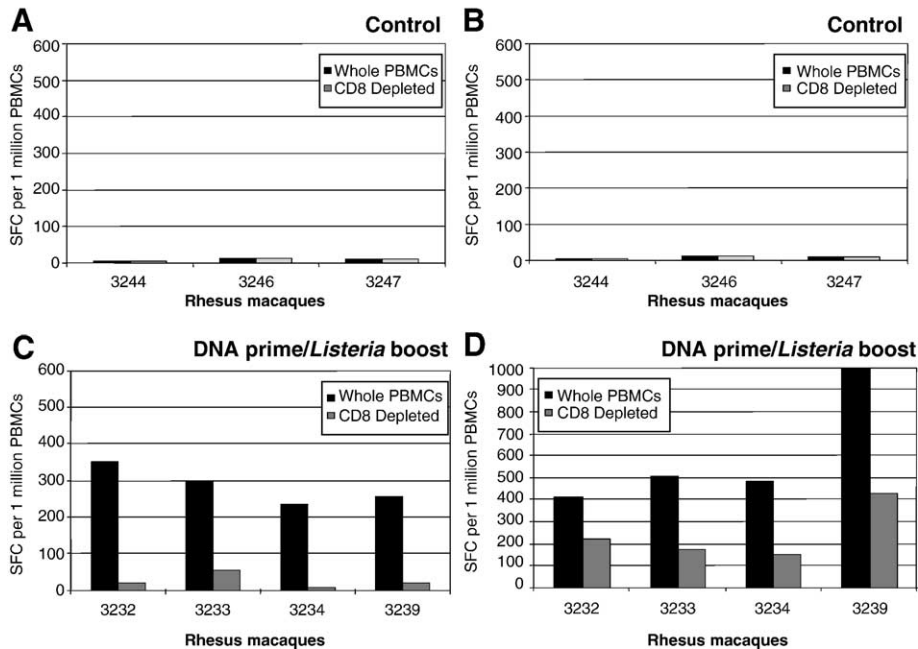 A
Control
SFC per 1 million PBMCs
600
500
400
300
200
100
0
Whole PBMCs
CD8 Depleted
3244
3246
3247
Rhesus macaques
B
Control
SFC per 1 million PBMCs
600
500
400
300
200
100
0
Whole PBMCs
CD8 Depleted
3244
3246
3247
Rhesus macaques
C
DNA prime/Listeria boost
SFC per 1 million PBMCs
600
500
400
300
200
100
0
Whole PBMCs
CD8 Depleted
3232
3233
3234
3239
Rhesus macaques
D
DNA prime/Listeria boost
SFC per 1 million PBMCs
1000
900
800
700
600
500
400
300
200
100
0
Whole PBMCs
CD8 Depleted
3232
3233
3234
3239
Rhesus macaques